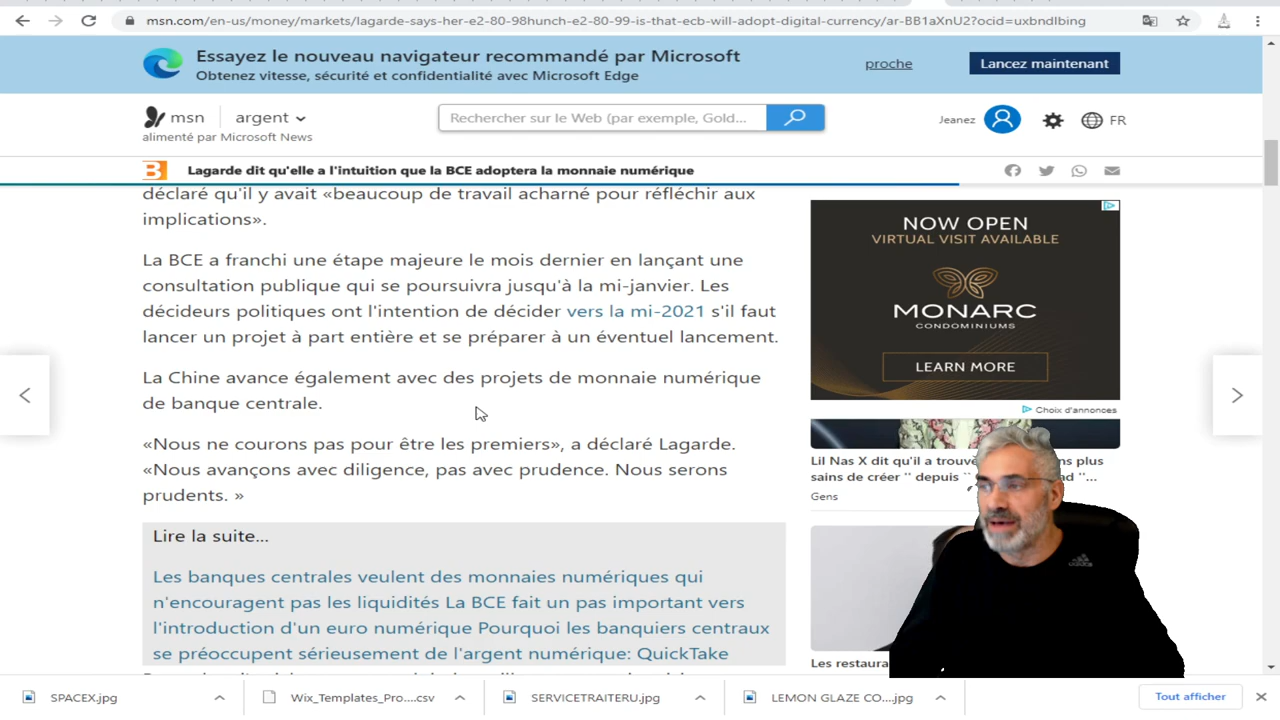 msn.com/en-us/money/markets/lagarde-says-her-e2-80-98hunch-e2-80-99-is-that-ecb-will-adopt-digital-currency/ar-BB1aXnU2?ocid=uxbndlbing
Essayez le nouveau navigateur recommandé par Microsoft
Obtenez vitesse, sécurité et confidentialité avec Microsoft Edge
proche
Lancez maintenant
msn argent
alimenté par Microsoft News
Rechercher sur le Web (par exemple, Gold...
Jeanez
FR
B
Lagarde dit qu'elle a l'intuition que la BCE adoptera la monnaie numérique
déclaré qu'il y avait «beaucoup de travail acharné pour réfléchir aux
implications».
La BCE a franchi une étape majeure le mois dernier en lançant une
consultation publique qui se poursuivra jusqu'à la mi-janvier. Les
décideurs politiques ont l'intention de décider vers la mi-2021 s'il faut
lancer un projet à part entière et se préparer à un éventuel lancement.
La Chine avance également avec des projets de monnaie numérique
de banque centrale.
«Nous ne courons pas pour être les premiers», a déclaré Lagarde.
«Nous avançons avec diligence, pas avec prudence. Nous serons
prudents. »
Lire la suite...
Les banques centrales veulent des monnaies numériques qui
n'encouragent pas les liquidités La BCE fait un pas important vers
l'introduction d'un euro numérique Pourquoi les banquiers centraux
se préoccupent sérieusement de l'argent numérique: QuickTake
NOW OPEN
VIRTUAL VISIT AVAILABLE
MONARC
CONDOMINIUMS
LEARN MORE
Choix d'annonces
Lil Nas X dit qu'il a trouvé ns plus
sains de créer '' depuis '' nd ''...
Gens
Les restaura
adidas
SPACEX.jpg
Wix_Templates_Pro....csv
SERVICETRAITERU.jpg
LEMON GLAZE CO....jpg
Tout afficher